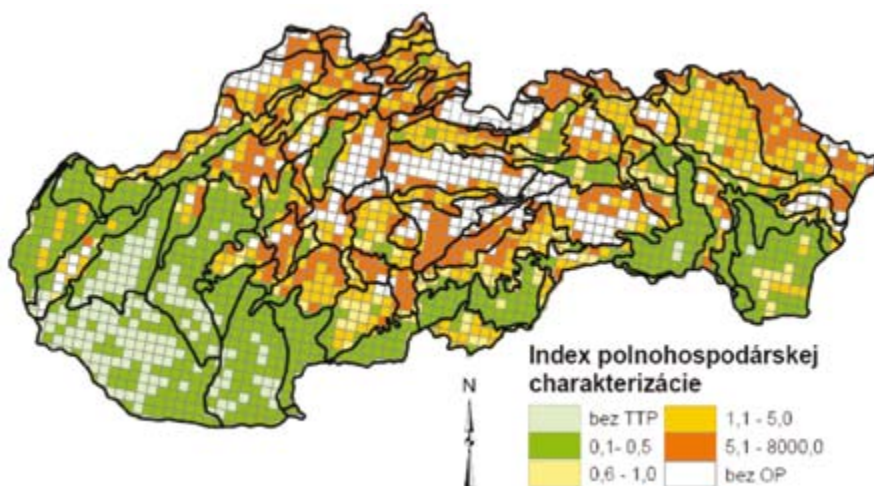 Index polnohospodárskej
charakterizácie
N
bez TTP
0,1- 0,5
0,6 - 1,0
1,1 - 5,0
5,1 - 8000,0
bez OP